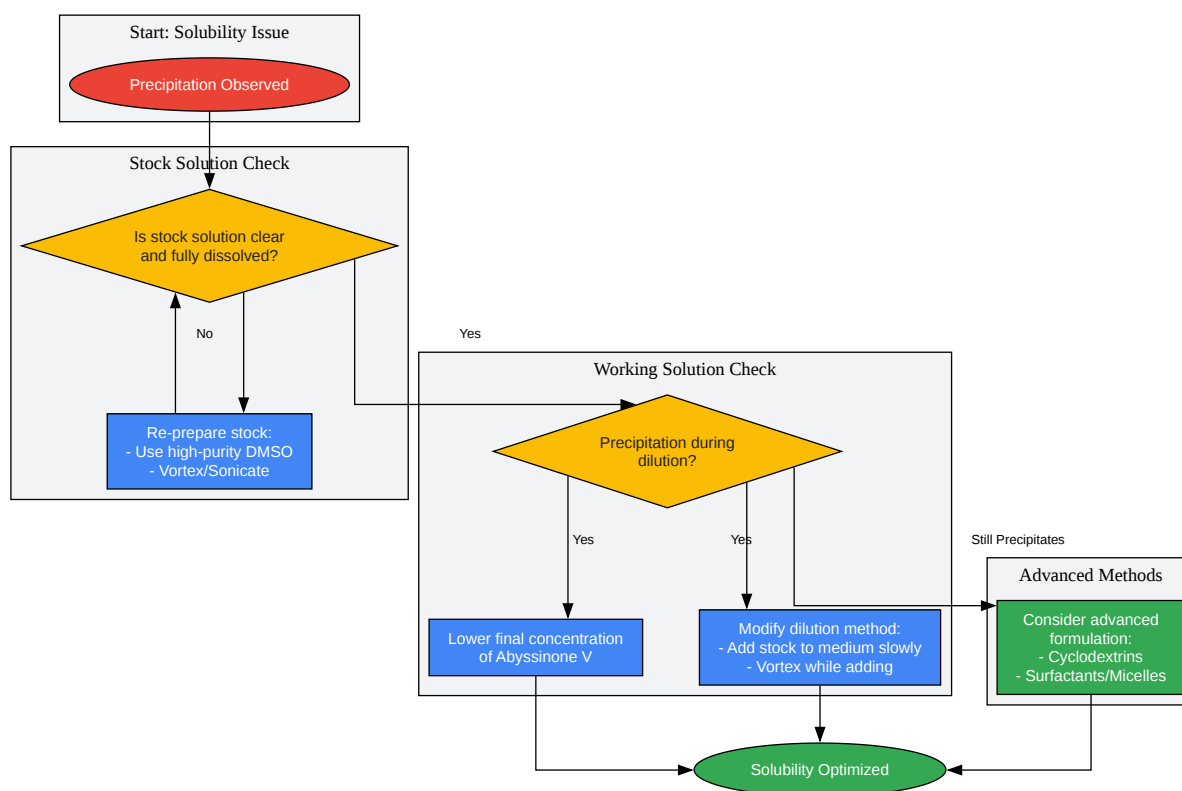 Start: Solubility Issue
Precipitation Observed
Stock Solution Check
Is stock solution clear
and fully dissolved?
No
Yes
Re-prepare stock:
- Use high-purity DMSO
- Vortex/Sonicate
Working Solution Check
Precipitation during
dilution?
Yes
Yes
Still Precipitates
Lower final concentration
of Abyssinone V
Modify dilution method:
- Add stock to medium slowly
- Vortex while adding
Advanced Methods
Consider advanced
formulation:
- Cyclodextrins
- Surfactants/Micelles
Solubility Optimized